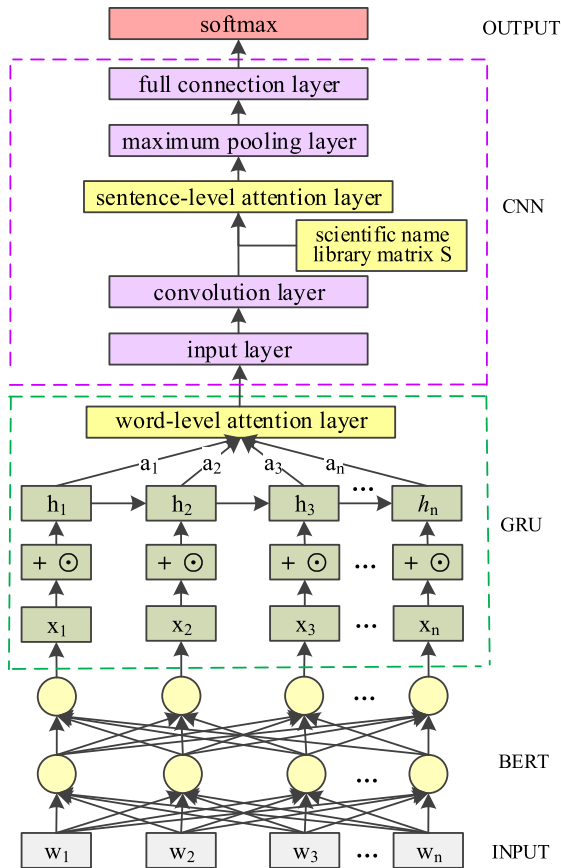 softmax
OUTPUT
full connection layer
maximum pooling layer
sentence-level attention layer
CNN
scientific name
library matrix S
convolution layer
input layer
word-level attention layer
a₁ a₂ a₃ aₙ
h₁ h₂ h₃ ... hₙ
GRU
+ ⊙ + ⊙ + ⊙ ... + ⊙
x₁ x₂ x₃ ... xₙ
...
BERT
...
w₁ w₂ w₃ ... wₙ
INPUT